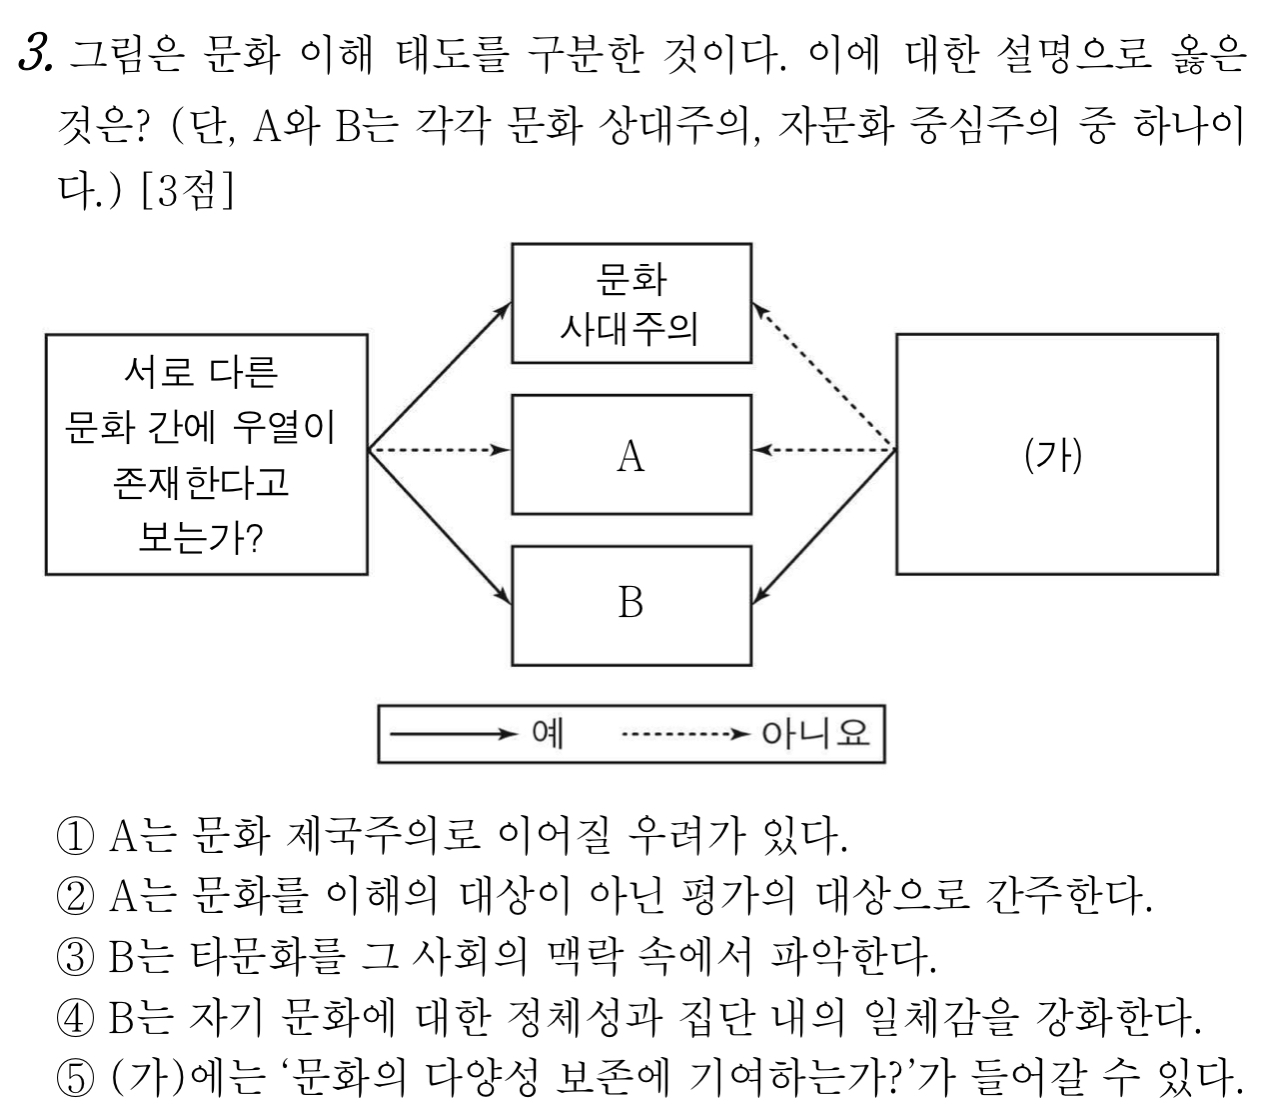 3. 그림은 문화 이해 태도를 구분한 것이다. 이에 대한 설명으로 옳은
것은? (단, A와 B는 각각 문화 상대주의, 자문화 중심주의 중 하나이
다.) [3점]
문화
사대주의
서로 다른
문화 간에 우열이
존재한다고
보는가?
A
(가)
B
예 아니요
① A는 문화 제국주의로 이어질 우려가 있다.
② A는 문화를 이해의 대상이 아닌 평가의 대상으로 간주한다.
③ B는 타문화를 그 사회의 맥락 속에서 파악한다.
④ B는 자기 문화에 대한 정체성과 집단 내의 일체감을 강화한다.
⑤ (가)에는 ‘문화의 다양성 보존에 기여하는가?’가 들어갈 수 있다.